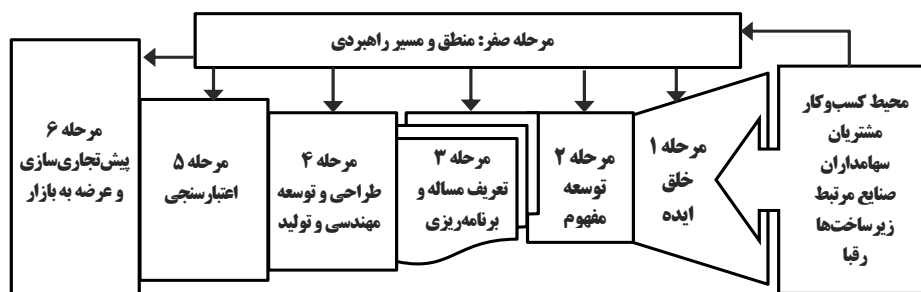 مرحله صفر: منطق و مسیر راهبردی
محیط کسب‌وکار
مشتریان
سهامداران
صنایع مرتبط
زیرساخت‌ها
رقبا
مرحله ۱
خلق
ایده
مرحله ۲
توسعه
مفهوم
مرحله ۳
تعریف مساله و
برنامه‌ریزی
مرحله ۴
طراحی و توسعه
مهندسی و تولید
مرحله ۵
اعتبارسنجی
مرحله ۶
پیش‌تجاری‌سازی
و عرضه به بازار